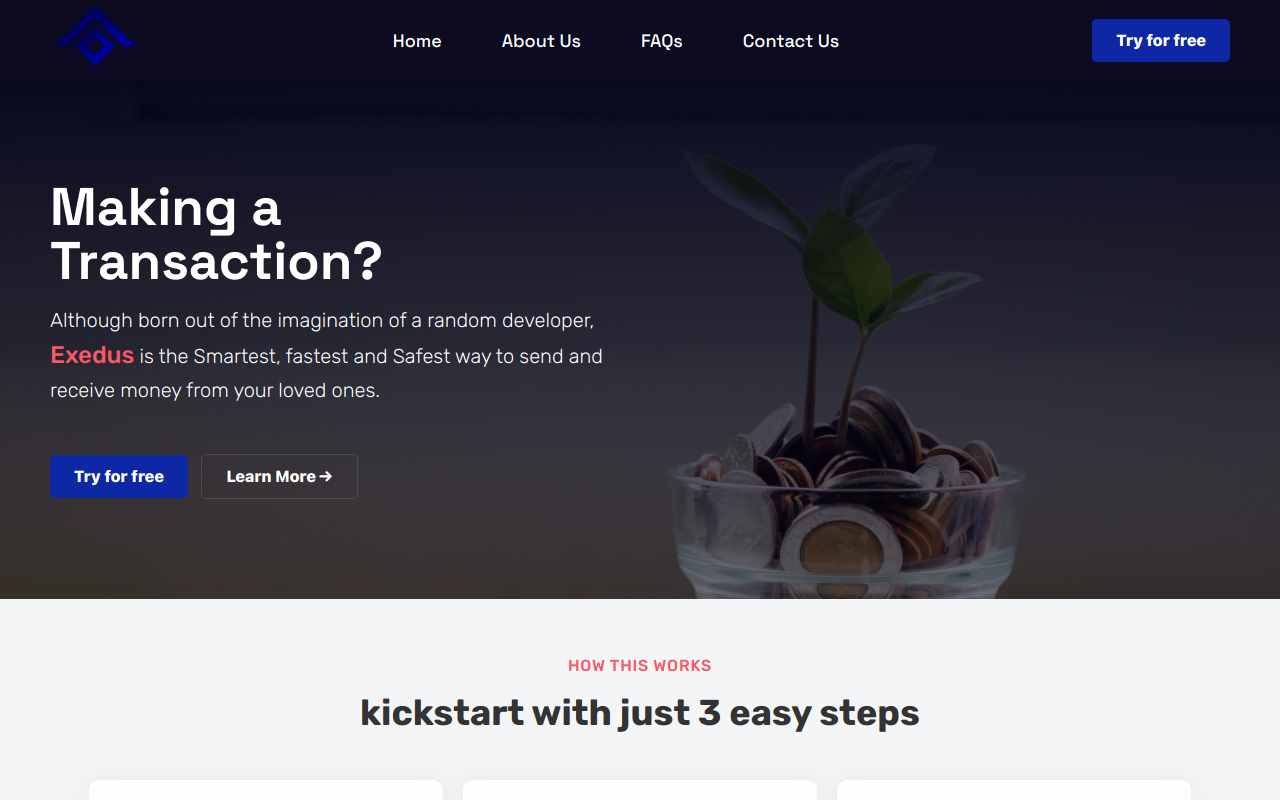 Home
About Us
FAQs
Contact Us
Try for free
Making a
Transaction?
Although born out of the imagination of a random developer,
Exedus is the Smartest, fastest and Safest way to send and
receive money from your loved ones.
Try for free
Learn More →
HOW THIS WORKS
kickstart with just 3 easy steps